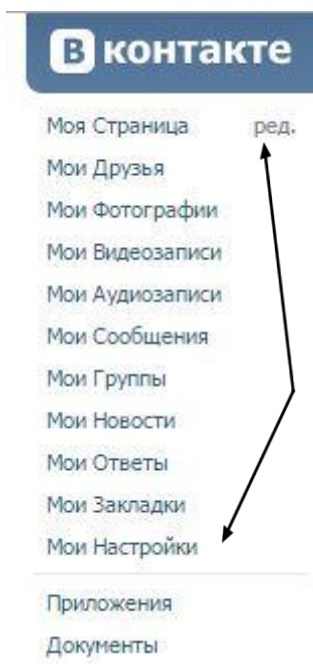 В контакте
Моя Страница ред.
Мои Друзья
Мои Фотографии
Мои Видеозаписи
Мои Аудиозаписи
Мои Сообщения
Мои Группы
Мои Новости
Мои Ответы
Мои Закладки
Мои Настройки
Приложения
Документы